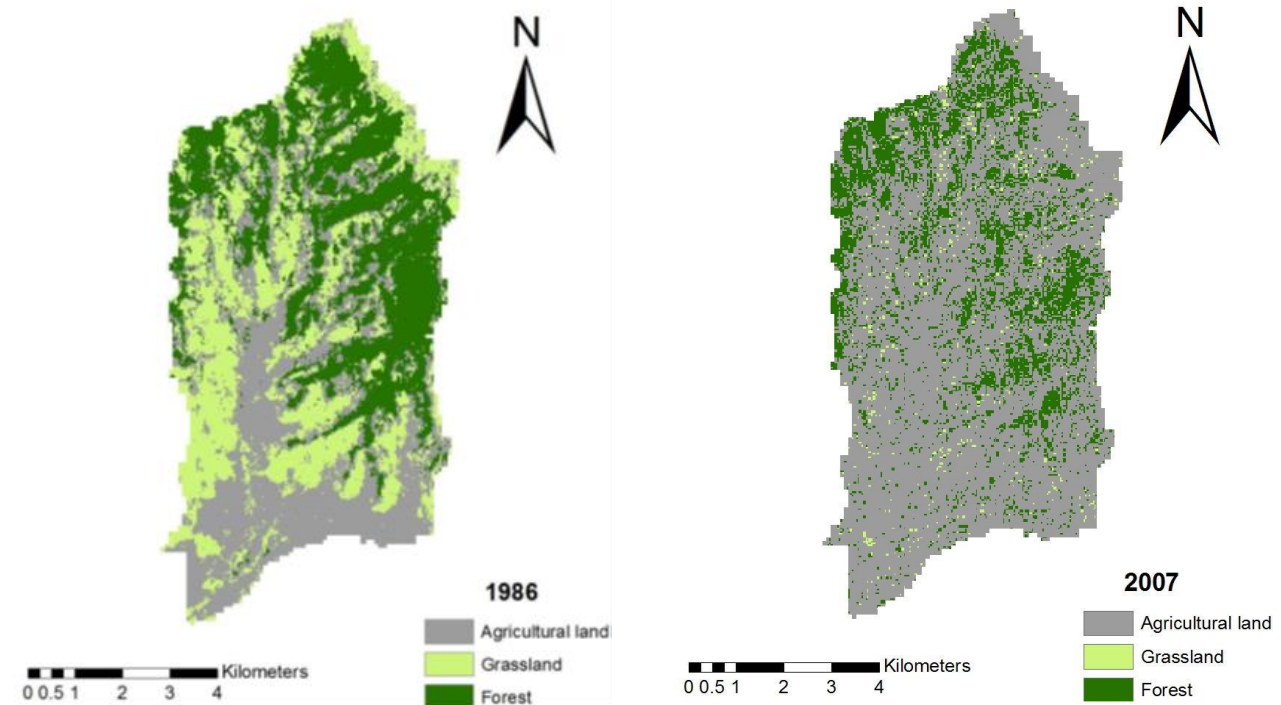 N
1986
Agricultural land
Grassland
Forest
Kilometers
0 0.5 1 2 3 4
N
2007
Agricultural land
Grassland
Forest
Kilometers
0 0.5 1 2 3 4